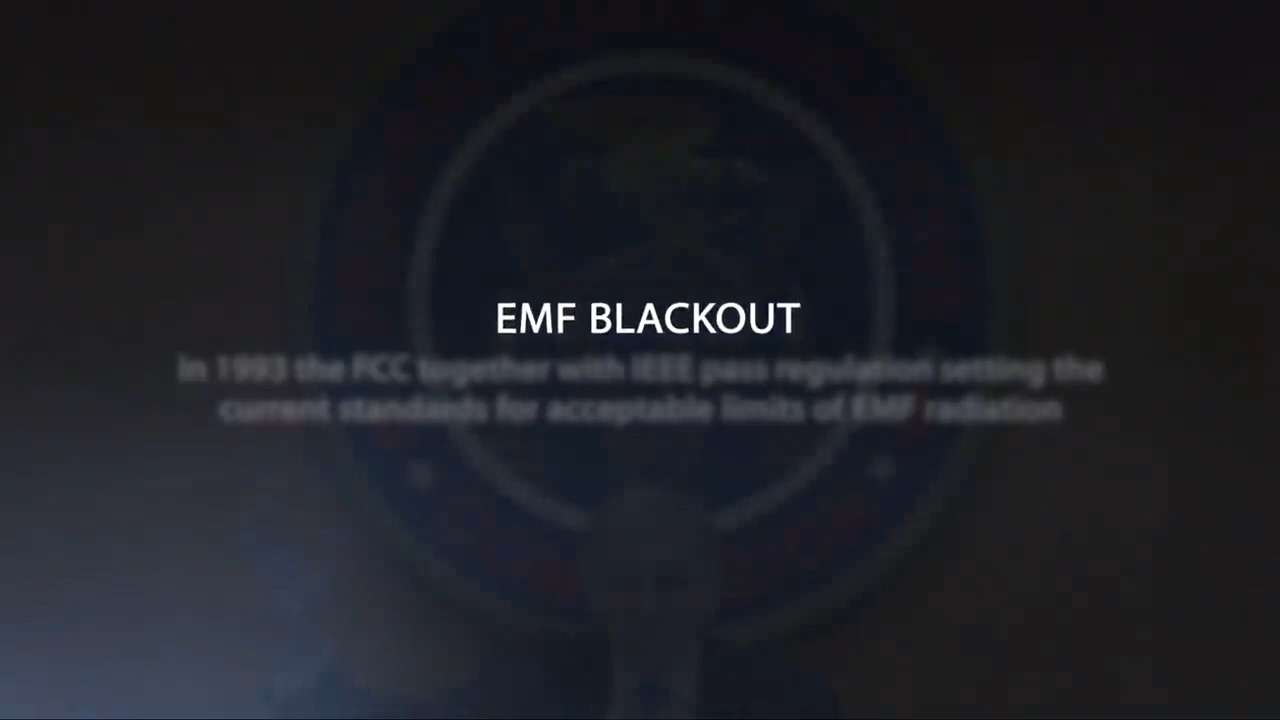 EMF BLACKOUT
In 1993 the FCC together with IEEE pass regulation setting the
current standards for acceptable limits of EMF radiation